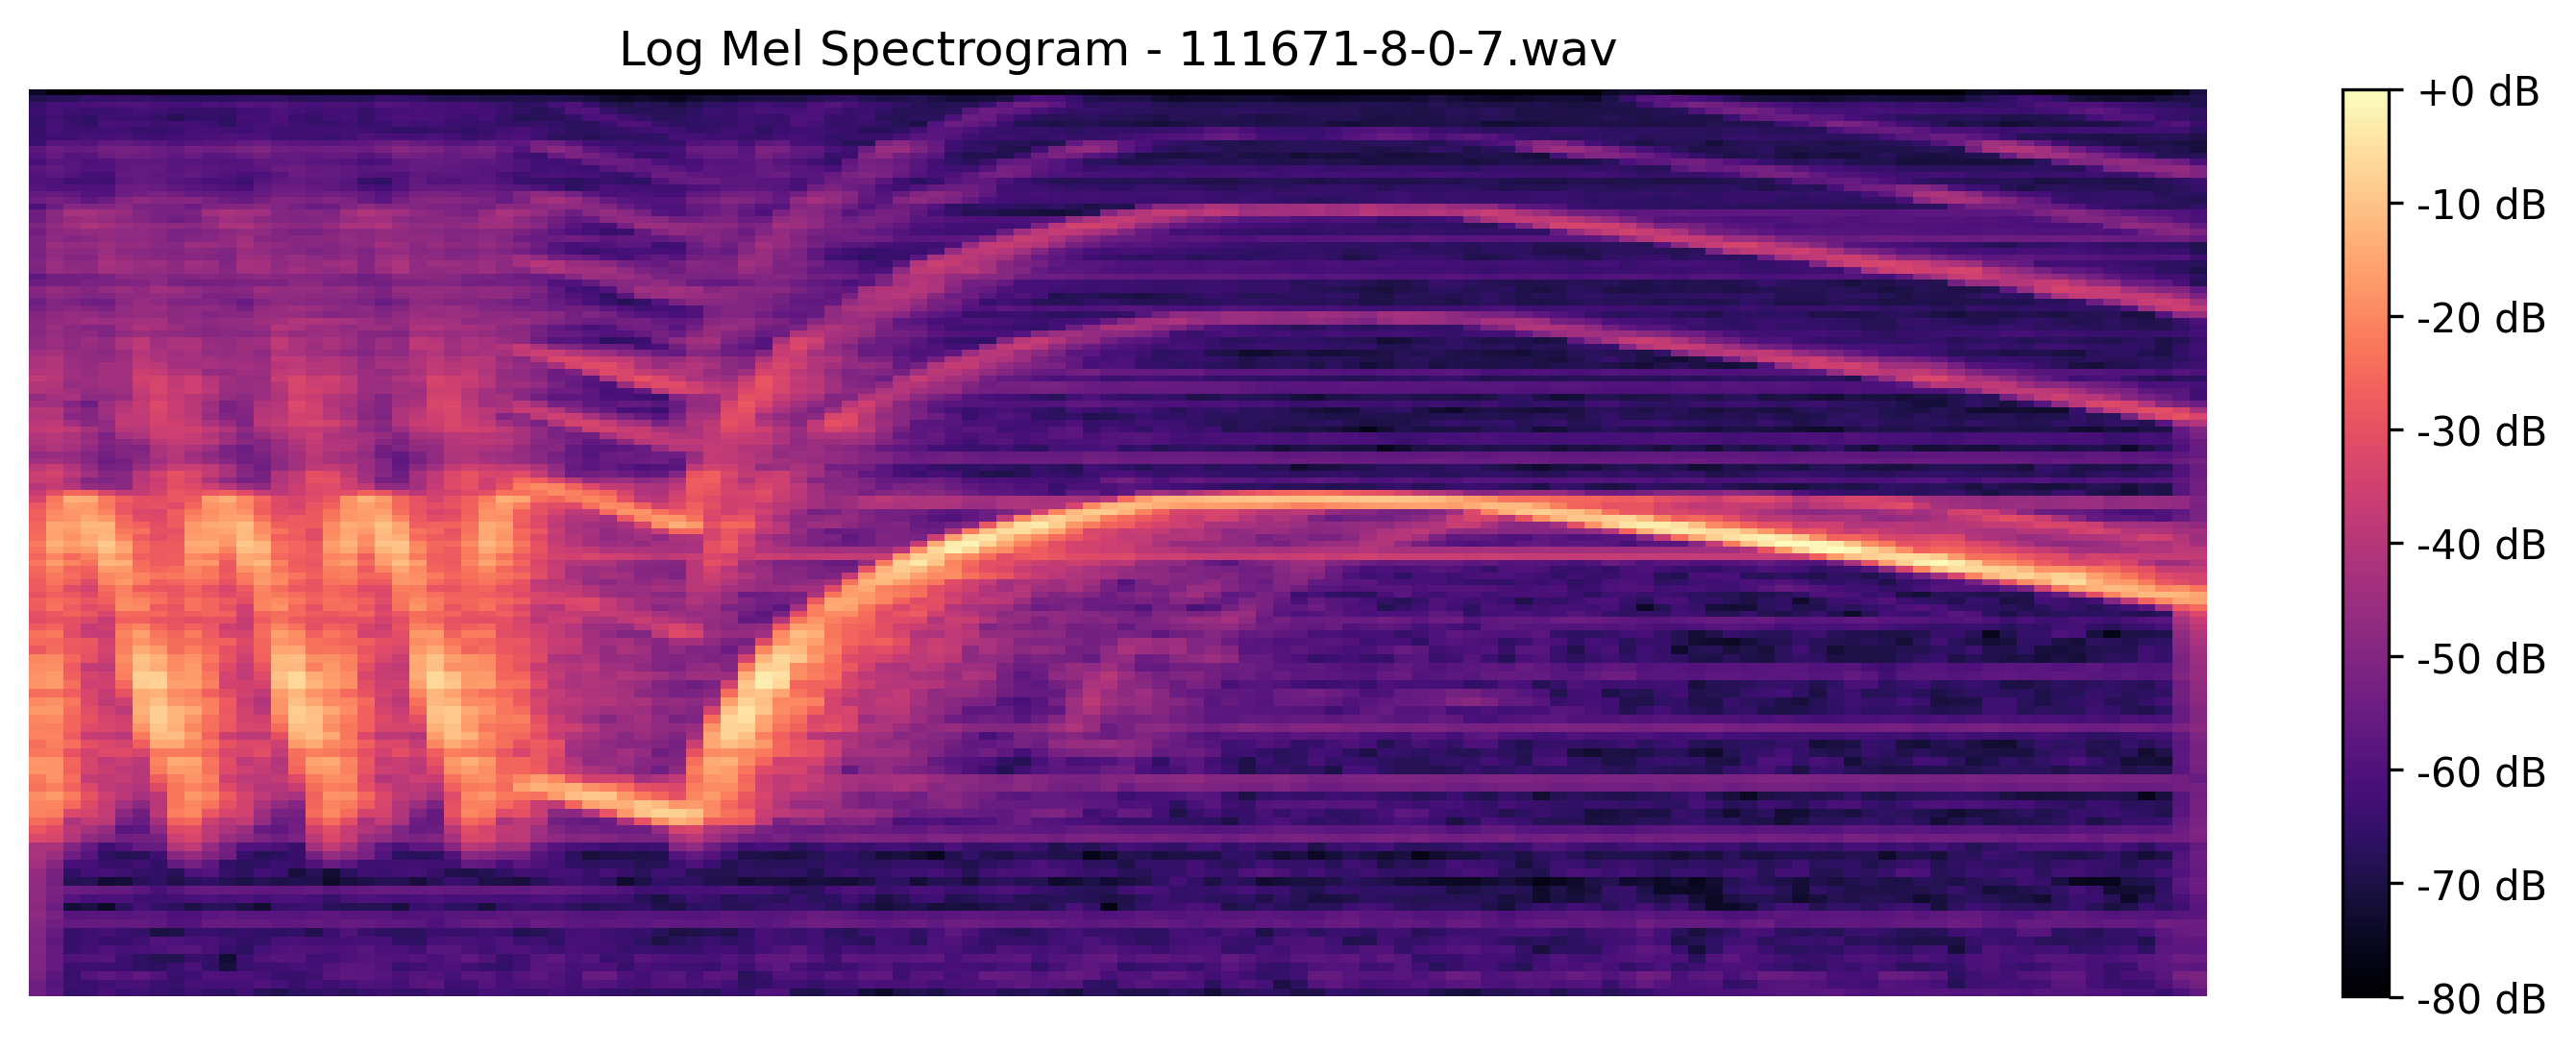 Log Mel Spectrogram - 111671-8-0-7.wav
+0 dB
-10 dB
-20 dB
-30 dB
-40 dB
-50 dB
-60 dB
-70 dB
-80 dB